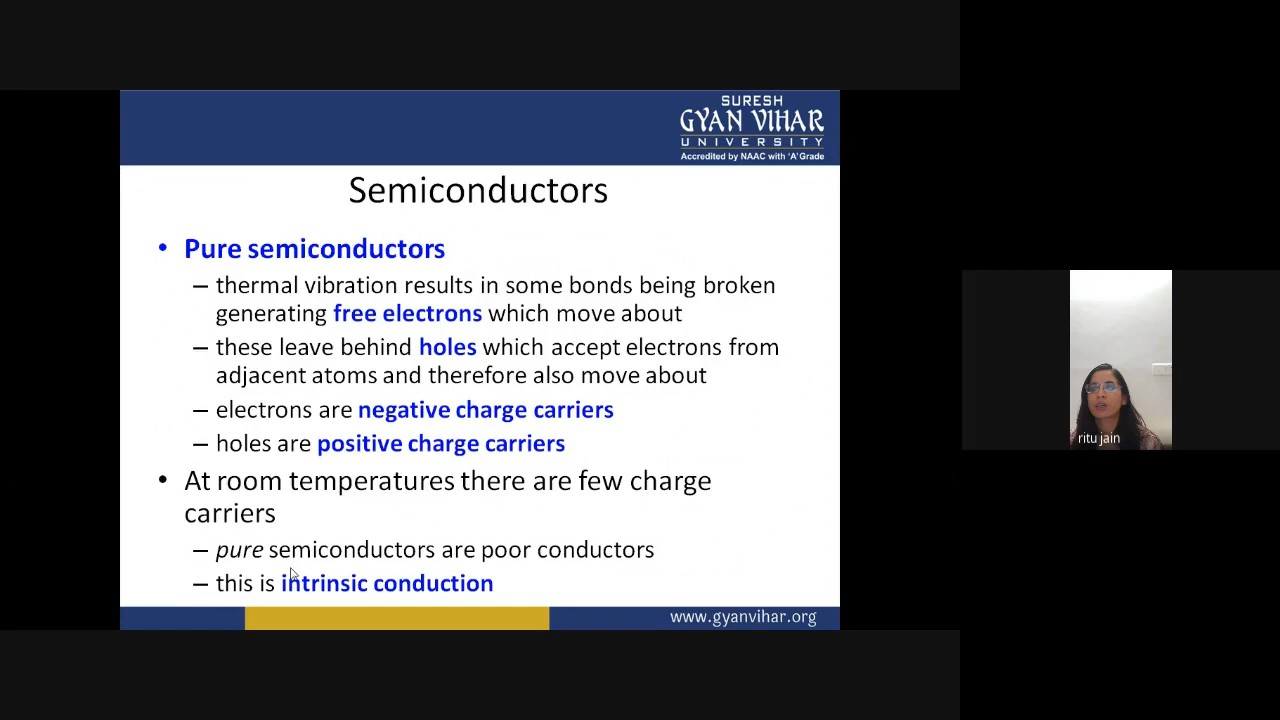 SURESH
GYAN VIHAR
UNIVERSITY
Accredited by NAAC with 'A' Grade
Semiconductors
• Pure semiconductors
– thermal vibration results in some bonds being broken
generating free electrons which move about
– these leave behind holes which accept electrons from
adjacent atoms and therefore also move about
– electrons are negative charge carriers
– holes are positive charge carriers
• At room temperatures there are few charge
carriers
– pure semiconductors are poor conductors
– this is intrinsic conduction
www.gyanvihar.org
ritu jain